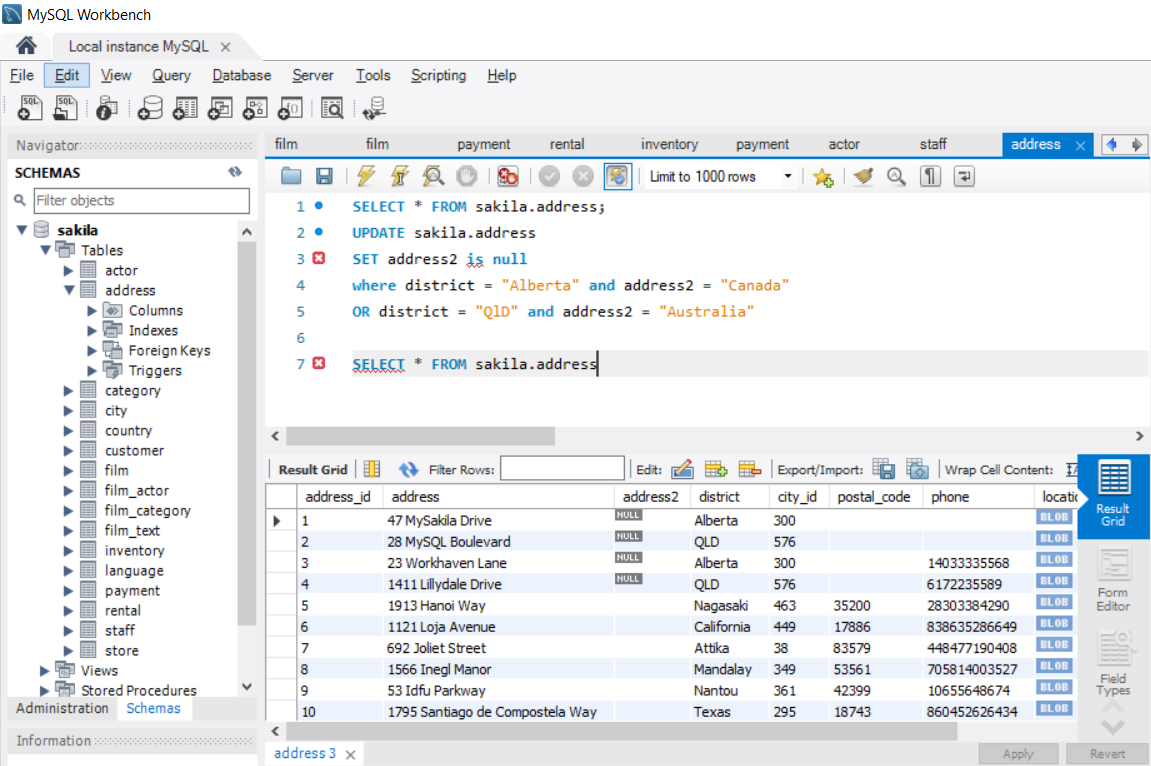 MySQL Workbench
Local instance MySQL
File Edit View Query Database Server Tools Scripting Help
Navigator
film film payment rental inventory payment actor staff address
SCHEMAS
Filter objects
Limit to 1000 rows
sakila
Tables
actor
address
Columns
Indexes
Foreign Keys
Triggers
category
city
country
customer
film
film_actor
film_category
film_text
inventory
language
payment
rental
staff
store
Views
Stored Procedures
Administration Schemas
Information
1 SELECT * FROM sakila.address;
2 UPDATE sakila.address
3 SET address2 is null
4 where district = "Alberta" and address2 = "Canada"
5 OR district = "QlD" and address2 = "Australia"
6
7 SELECT * FROM sakila.address
Result Grid Filter Rows: Edit: Export/Import: Wrap Cell Content:
address_id address address2 district city_id postal_code phone locatic
1 47 MySakila Drive NULL Alberta 300 BLOB
2 28 MySQL Boulevard NULL QLD 576 BLOB
3 23 Workhaven Lane NULL Alberta 300 14033335568 BLOB
4 1411 Lillydale Drive NULL QLD 576 6172235589 BLOB
5 1913 Hanoi Way Nagasaki 463 35200 28303384290 BLOB
6 1121 Loja Avenue California 449 17886 838635286649 BLOB
7 692 Joliet Street Attika 38 83579 448477190408 BLOB
8 1566 Inegl Manor Mandalay 349 53561 705814003527 BLOB
9 53 Idfu Parkway Nantou 361 42399 10655648674 BLOB
10 1795 Santiago de Compostela Way Texas 295 18743 860452626434 BLOB
Result
Grid
Form
Editor
Field
Types
address 3
Apply Revert